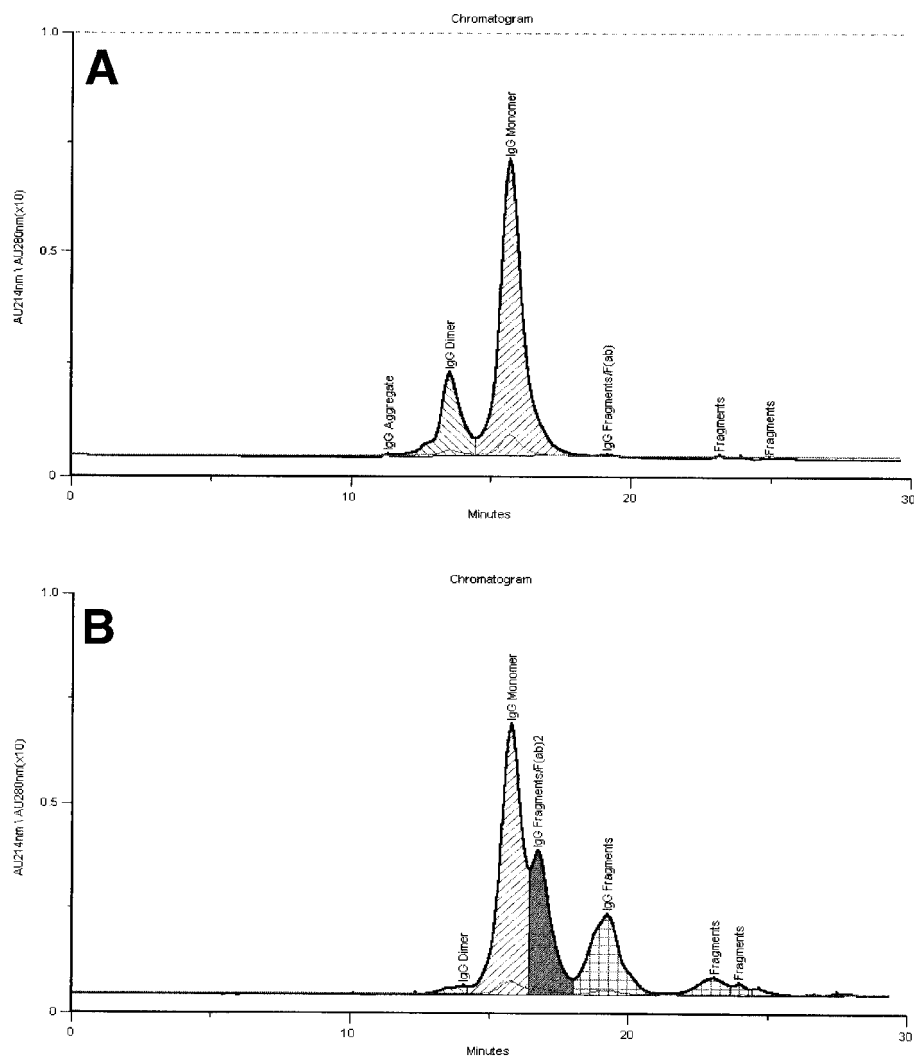 Chromatogram
A
1.0
0.5
0
AU214nm \ AU280nm(x10)
IgG Aggregate
IgG Dimer
IgG Monomer
IgG Fragments/F(ab)
Fragments
Fragments
0
10
20
30
Minutes
Chromatogram
B
1.0
0.5
0
AU214nm \ AU280nm(x10)
IgG Dimer
IgG Monomer
IgG Fragments/F(ab)2
IgG Fragments
Fragments
Fragments
0
10
20
30
Minutes